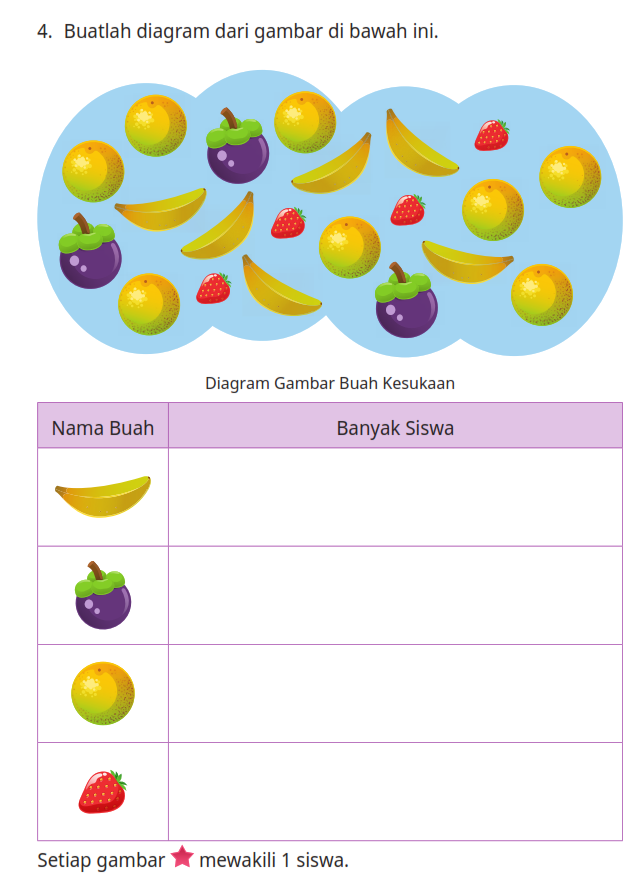 4. Buatlah diagram dari gambar di bawah ini.
Diagram Gambar Buah Kesukaan
Nama Buah Banyak Siswa
Setiap gambar mewakili 1 siswa.